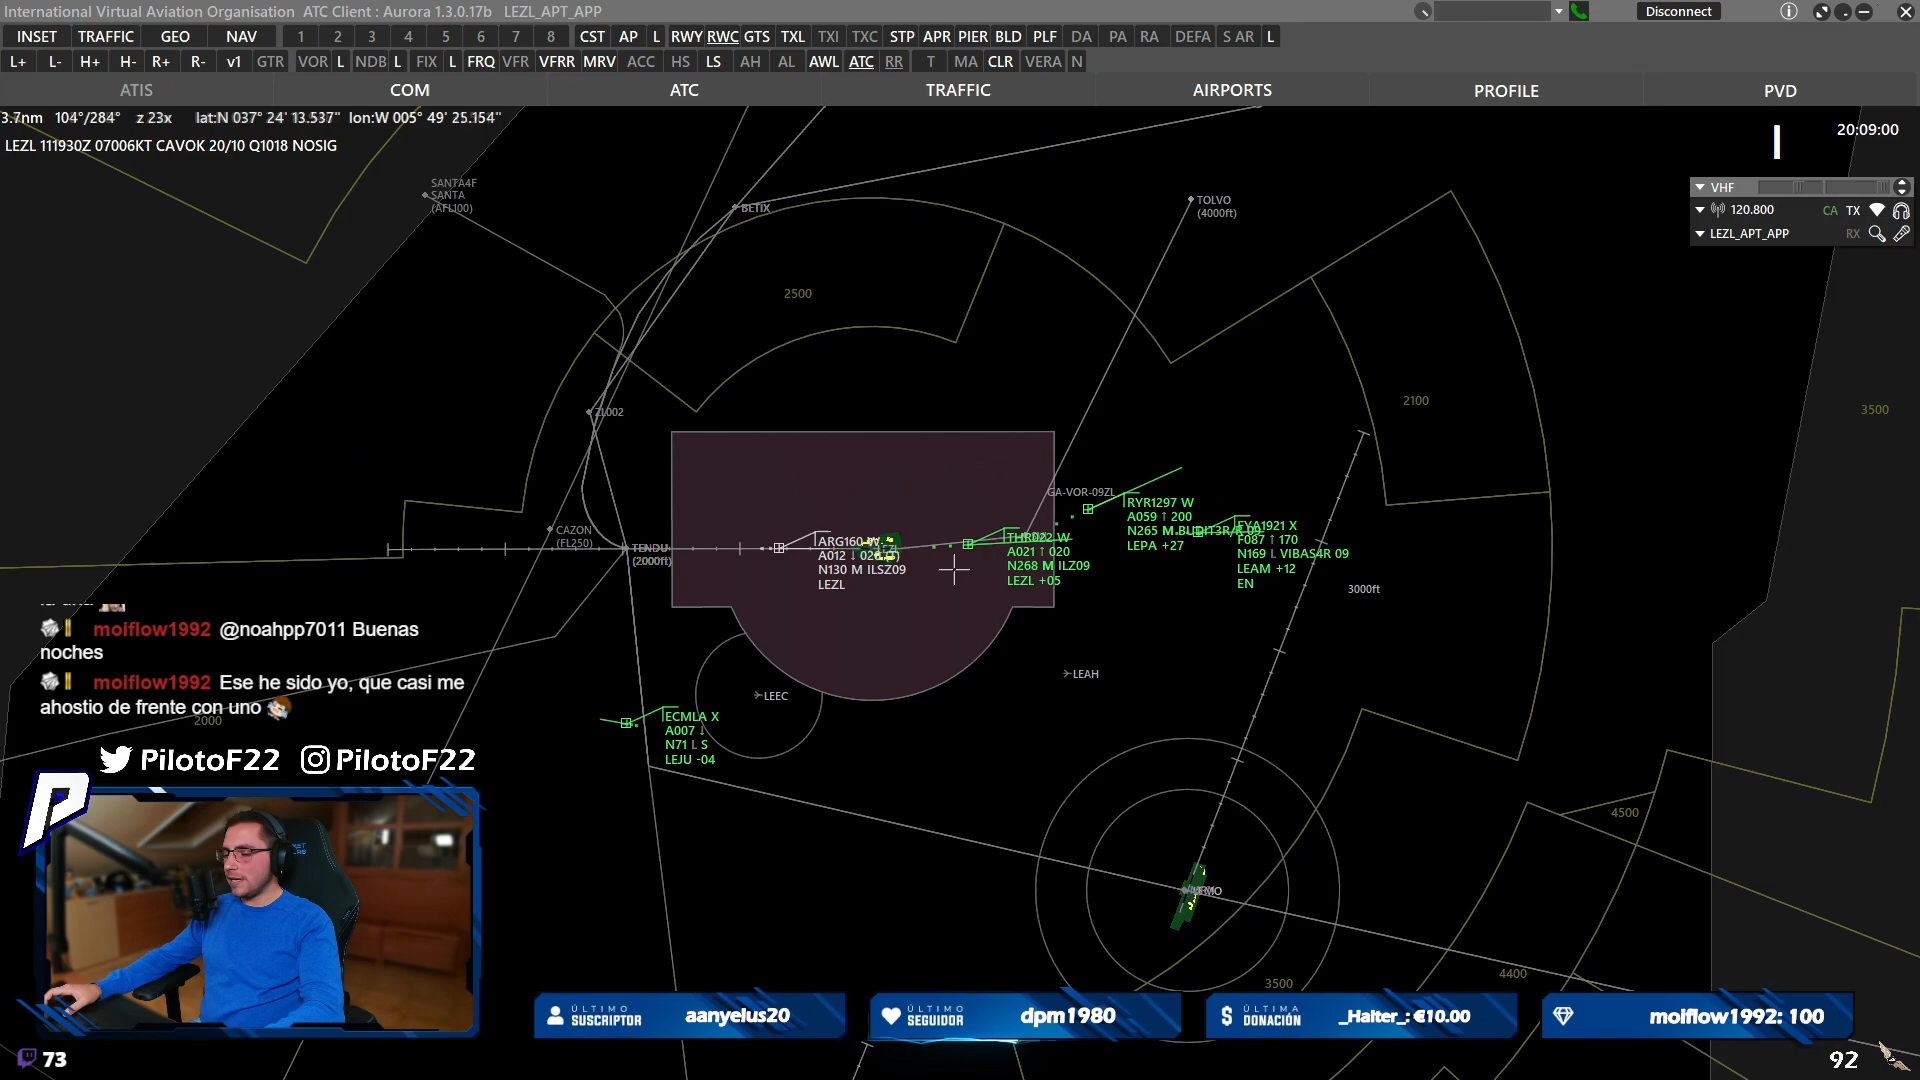 International Virtual Aviation Organisation ATC Client : Aurora 1.3.0.17b LEZL_APT_APP
Disconnect
INSET TRAFFIC GEO NAV 1 2 3 4 5 6 7 8 CST AP L RWY RWC GTS TXL TXI TXC STP APR PIER BLD PLF DA PA RA DEFA S AR L
L+ L- H+ H- R+ R- v1 GTR VOR L NDB L FIX L FRQ VFR VFRR MRV ACC HS LS AH AL AWL ATC RR T MA CLR VERA N
ATIS COM ATC TRAFFIC AIRPORTS PROFILE PVD
3.7nm 104°/284° z 23x lat:N 037° 24' 13.537" lon:W 005° 49' 25.154"
LEZL 111930Z 07006KT CAVOK 20/10 Q1018 NOSIG
20:09:00
VHF
120.800 CA TX
LEZL_APT_APP RX
SANTA4F
SANTA
(AFL100)
BETIX
TOLVO
(4000ft)
2500
2100
3500
ZL002
CAZON
(FL250)
TENDU
(2000ft)
GA-VOR-09ZL
ARG160 W
A012 ↓
N130 M ILSZ09
LEZL
A021 ↑ 020
N268 M ILZ09
LEZL +05
RYR1297 W
A059 ↑ 200
LEPA +27
F087 ↑ 170
N169 L VIBAS4R 09
LEAM +12
EN
3000ft
LEAH
LEEC
ECMLA X
A007 ↓
N71 L S
LEJU -04
moiflow1992 @noahpp7011 Buenas
noches
moiflow1992 Ese he sido yo, que casi me
ahostio de frente con uno
2000
PilotoF22 PilotoF22
4500
4400
3500
ÚLTIMO
SUSCRIPTOR aanyelus20
ÚLTIMO
SEGUIDOR dpm1980
ÚLTIMA
DONACIÓN _Halter_: €10.00
moiflow1992: 100
73
92